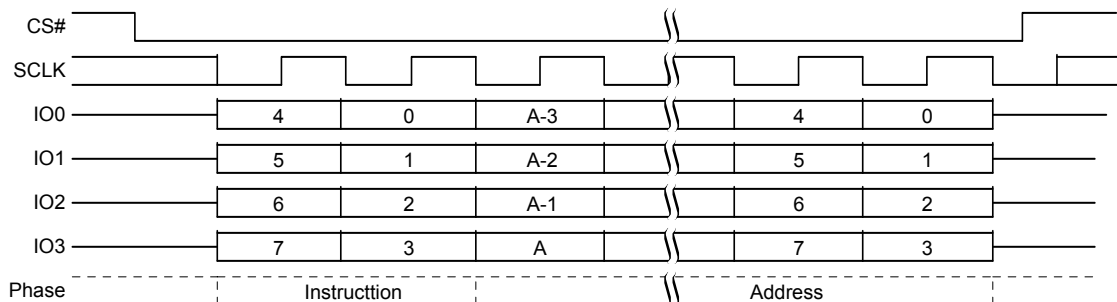 CS#
SCLK
IO0 4 0 A-3 4 0
IO1 5 1 A-2 5 1
IO2 6 2 A-1 6 2
IO3 7 3 A 7 3
Phase Instructtion Address